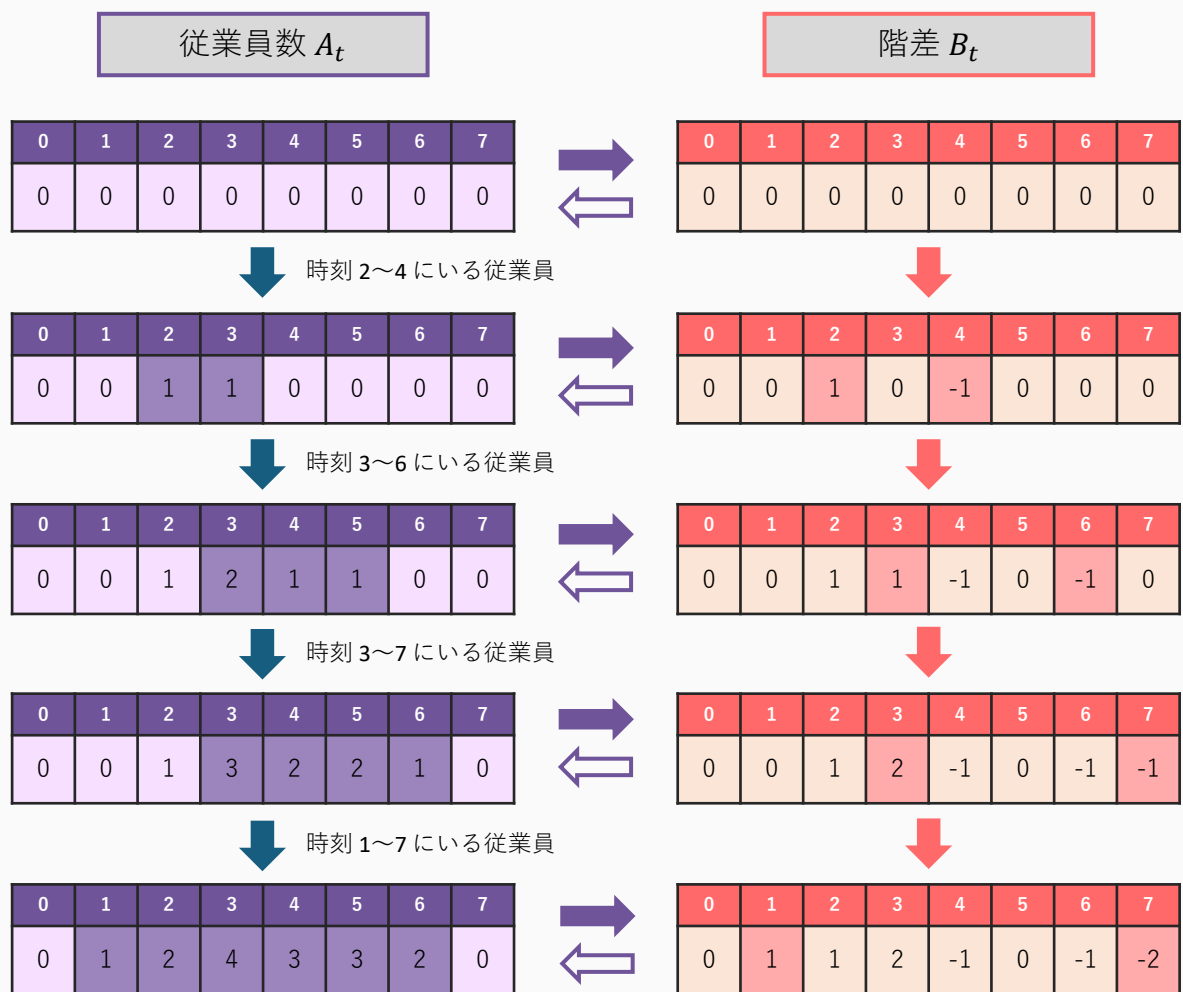 従業員数 A_t 階差 B_t
0 1 2 3 4 5 6 7 0 1 2 3 4 5 6 7
0 0 0 0 0 0 0 0 0 0 0 0 0 0 0 0
時刻 2～4 にいる従業員
0 1 2 3 4 5 6 7 0 1 2 3 4 5 6 7
0 0 1 1 0 0 0 0 0 0 1 0 -1 0 0 0
時刻 3～6 にいる従業員
0 1 2 3 4 5 6 7 0 1 2 3 4 5 6 7
0 0 1 2 1 1 0 0 0 0 1 1 -1 0 -1 0
時刻 3～7 にいる従業員
0 1 2 3 4 5 6 7 0 1 2 3 4 5 6 7
0 0 1 3 2 2 1 0 0 0 1 2 -1 0 -1 -1
時刻 1～7 にいる従業員
0 1 2 3 4 5 6 7 0 1 2 3 4 5 6 7
0 1 2 4 3 3 2 0 0 1 1 2 -1 0 -1 -2